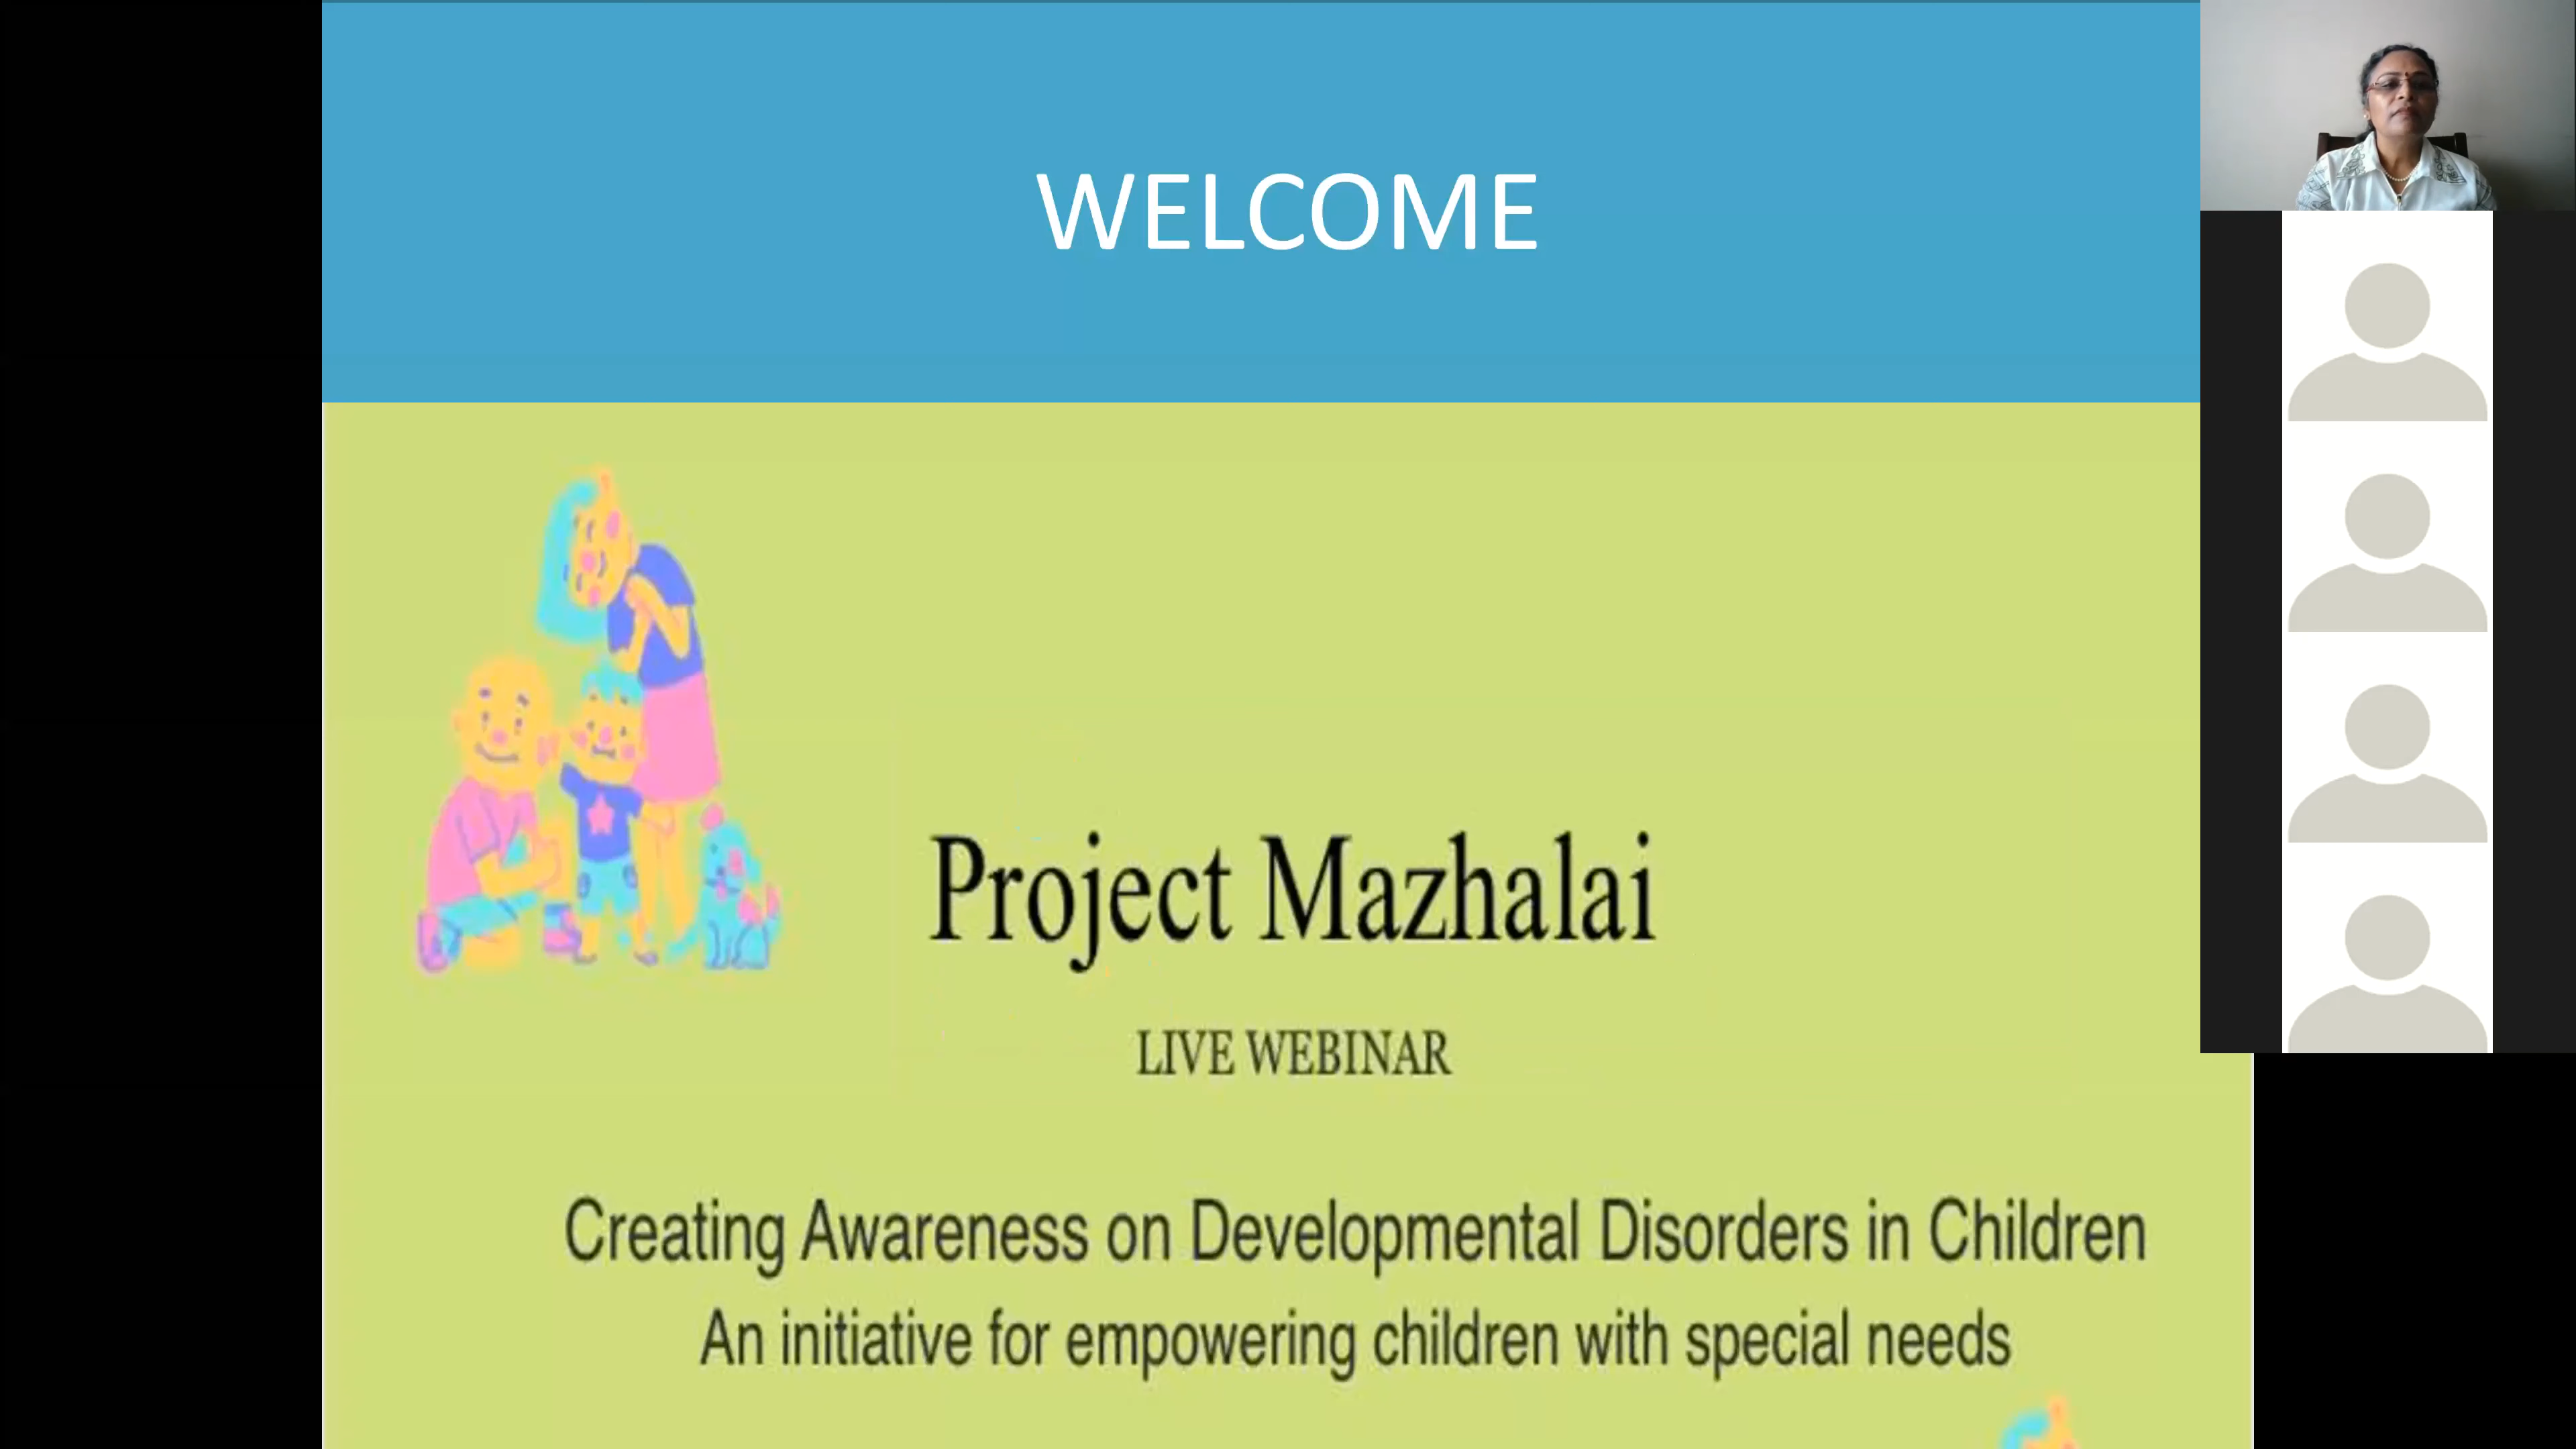 WELCOME
Project Mazhalai
LIVE WEBINAR
Creating Awareness on Developmental Disorders in Children
An initiative for empowering children with special needs